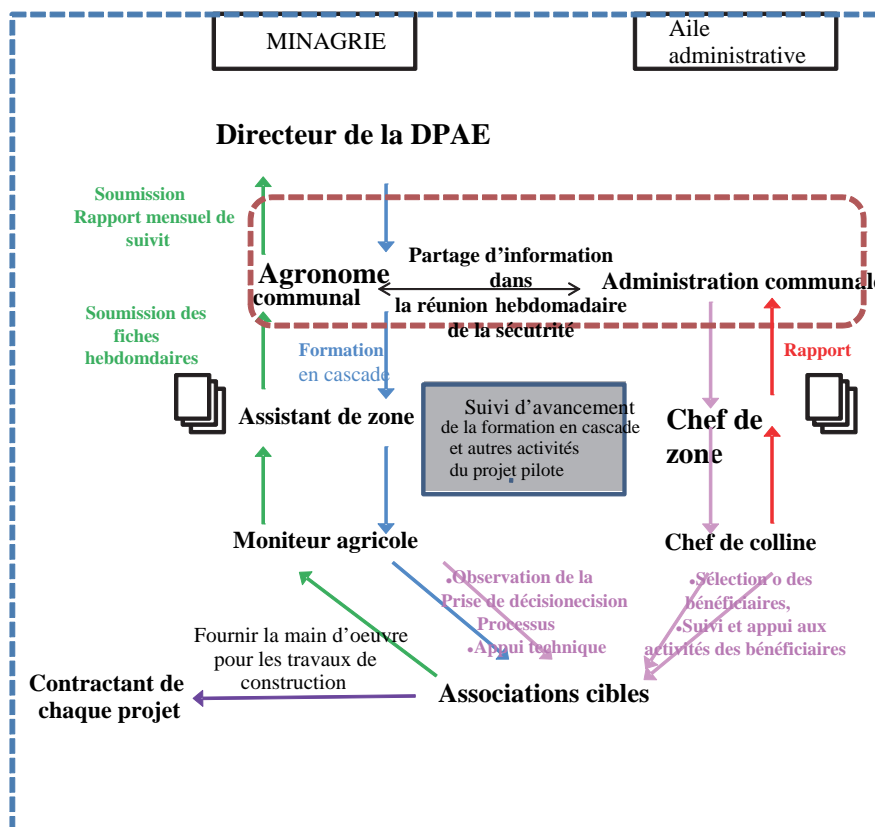 MINAGRIE
Aile
administrative
Directeur de la DPAE
Soumission
Rapport mensuel de
suivit
Agronome
communal
Partage d'information
dans
la réunion hebdomadaire
de la sécutrité
Administration communale
Soumission des
fiches
hebdomdaires
Formation
en cascade
Rapport
Assistant de zone
Suivi d'avancement
de la formation en cascade
et autres activités
du projet pilote
Chef de
zone
Moniteur agricole
Chef de colline
•Observation de la
Prise de décisionecision
Processus
•Appui technique
•Sélection o des
bénéficiaires,
•Suivi et appui aux
activités des bénéficiaires
Fournir la main d'oeuvre
pour les travaux de
construction
Contractant de
chaque projet
Associations cibles